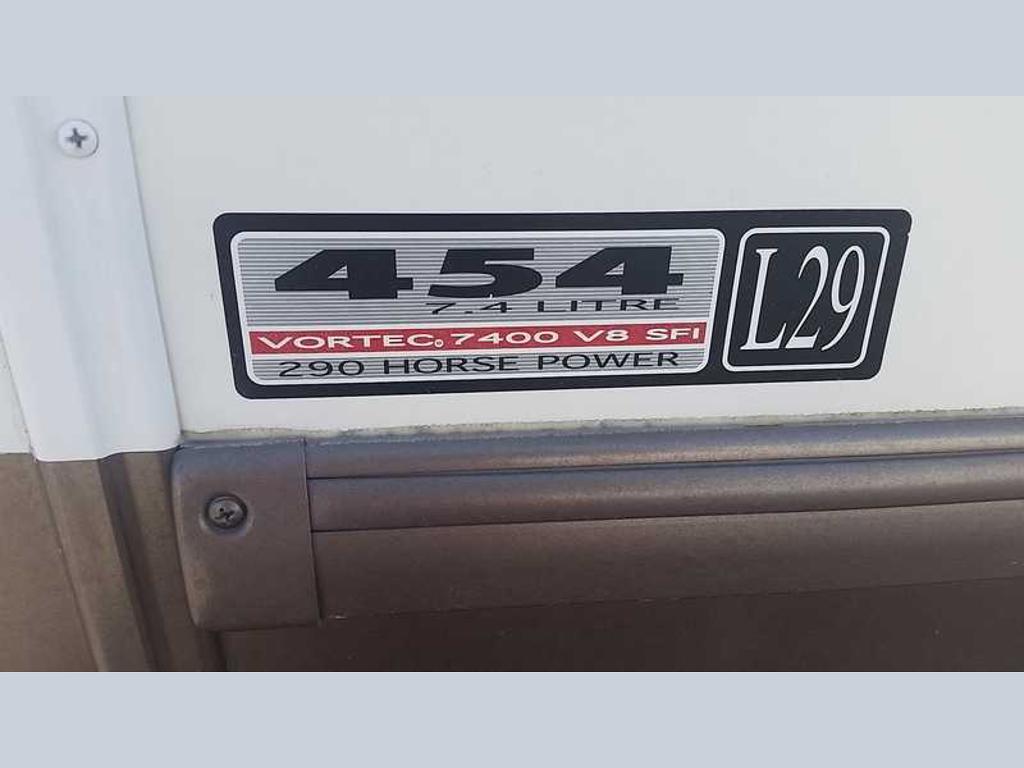 454
7.4 LITRE
VORTEC® 7400 V8 SFI
290 HORSE POWER
L29